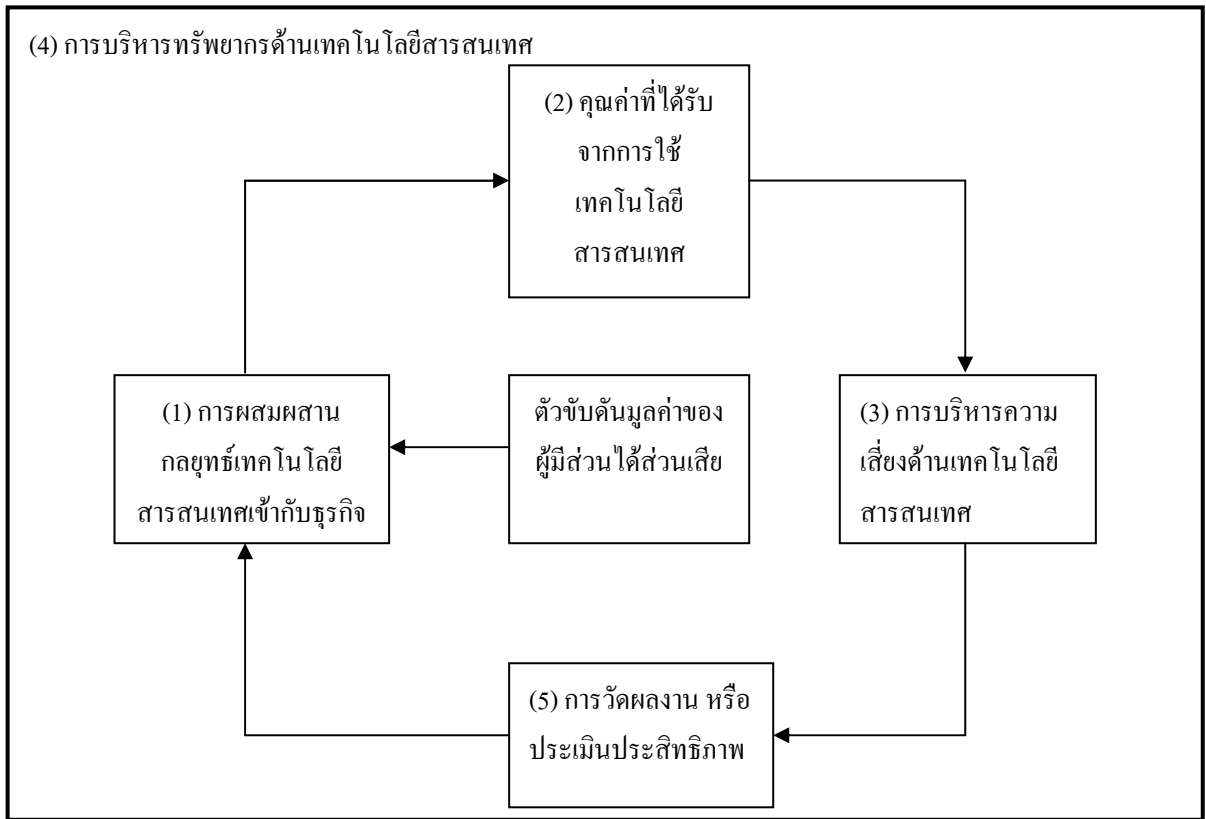 (4) การบริหารทรัพยากรด้านเทคโนโลยีสารสนเทศ
(2) คุณค่าที่ได้รับ
จากการใช้
เทคโนโลยี
สารสนเทศ
(1) การผสมผสาน
กลยุทธ์เทคโนโลยี
สารสนเทศเข้ากับธุรกิจ
ตัวขับดันมูลค่าของ
ผู้มีส่วนได้ส่วนเสีย
(3) การบริหารความ
เสี่ยงด้านเทคโนโลยี
สารสนเทศ
(5) การวัดผลงาน หรือ
ประเมินประสิทธิภาพ